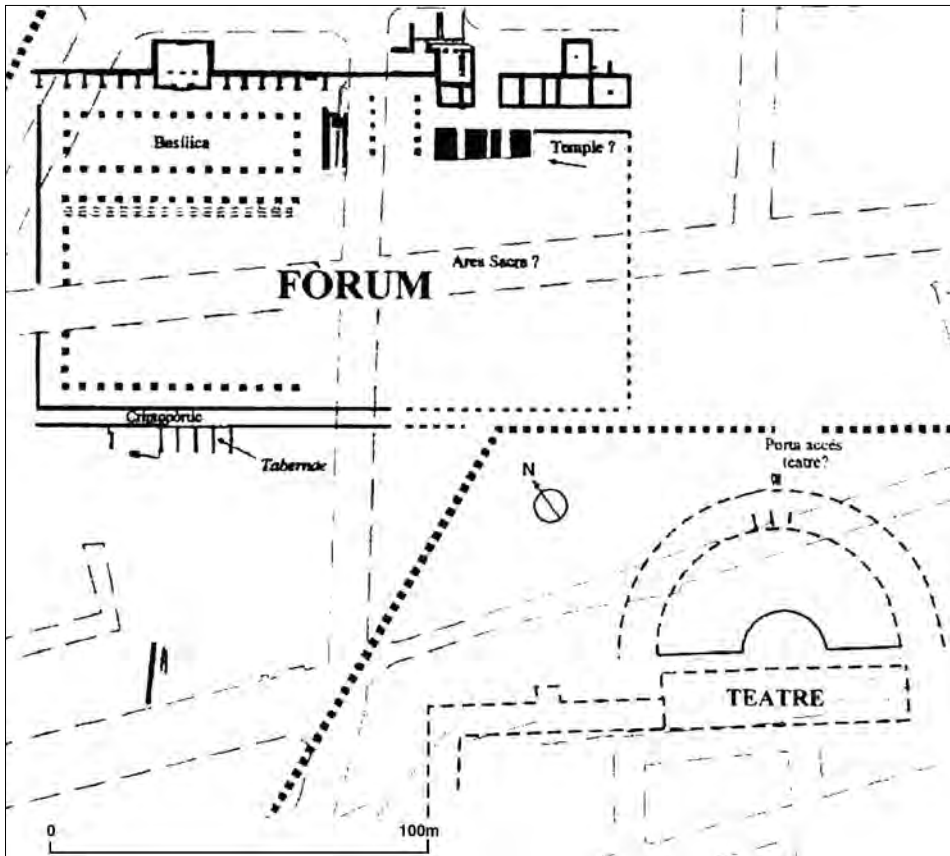 Basílica
Temple ?
Area Sacra ?
FÒRUM
Criptopòrtic
Tabernae
N
Porta accés
teatre?
TEATRE
0
100m